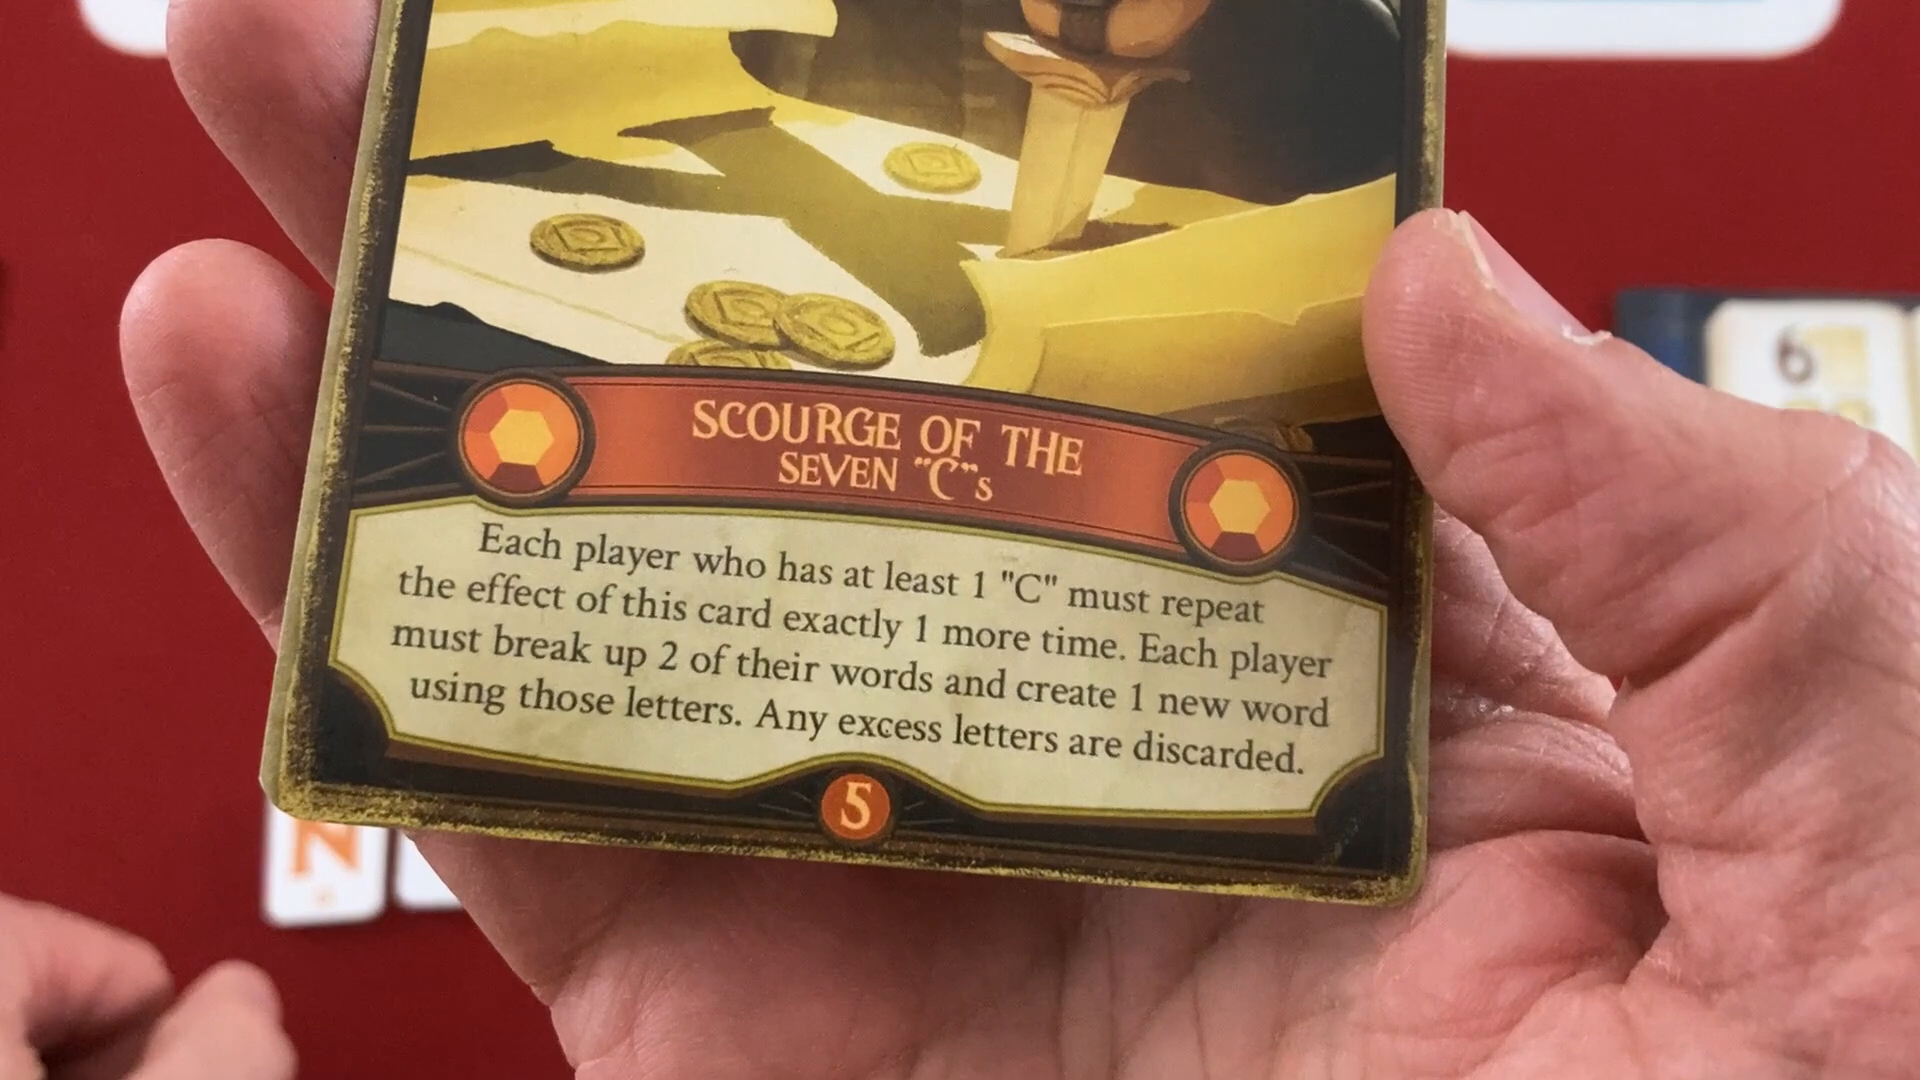 6
SCOURGE OF THE
SEVEN "C"s
Each player who has at least 1 "C" must repeat
the effect of this card exactly 1 more time. Each player
must break up 2 of their words and create 1 new word
using those letters. Any excess letters are discarded.
5
N